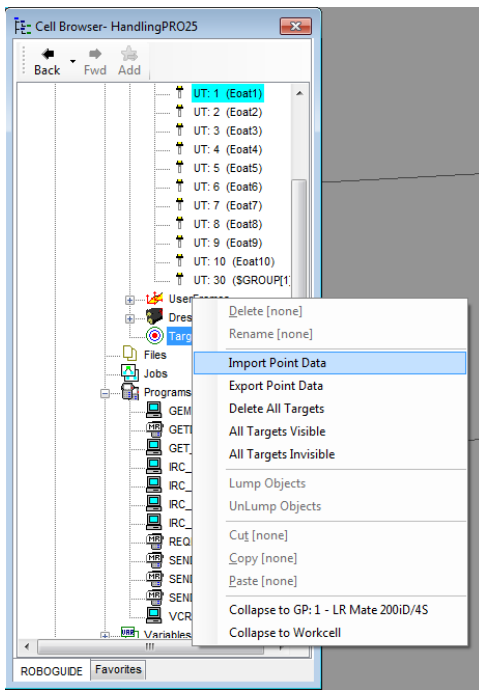 Cell Browser- HandlingPRO25
Back Fwd Add
UT: 1 (Eoat1)
UT: 2 (Eoat2)
UT: 3 (Eoat3)
UT: 4 (Eoat4)
UT: 5 (Eoat5)
UT: 6 (Eoat6)
UT: 7 (Eoat7)
UT: 8 (Eoat8)
UT: 9 (Eoat9)
UT: 10 (Eoat10)
UT: 30 ($GROUP[1]
UserFrames
Dres
Targ
Files
Jobs
Programs
GEM
GET
GET_
IRC_
IRC_
IRC_
IRC_
REQ
SEN
SEN
SEN
VCR
Variables
ROBOGUIDE Favorites
Delete [none]
Rename [none]
Import Point Data
Export Point Data
Delete All Targets
All Targets Visible
All Targets Invisible
Lump Objects
UnLump Objects
Cut [none]
Copy [none]
Paste [none]
Collapse to GP: 1 - LR Mate 200iD/4S
Collapse to Workcell